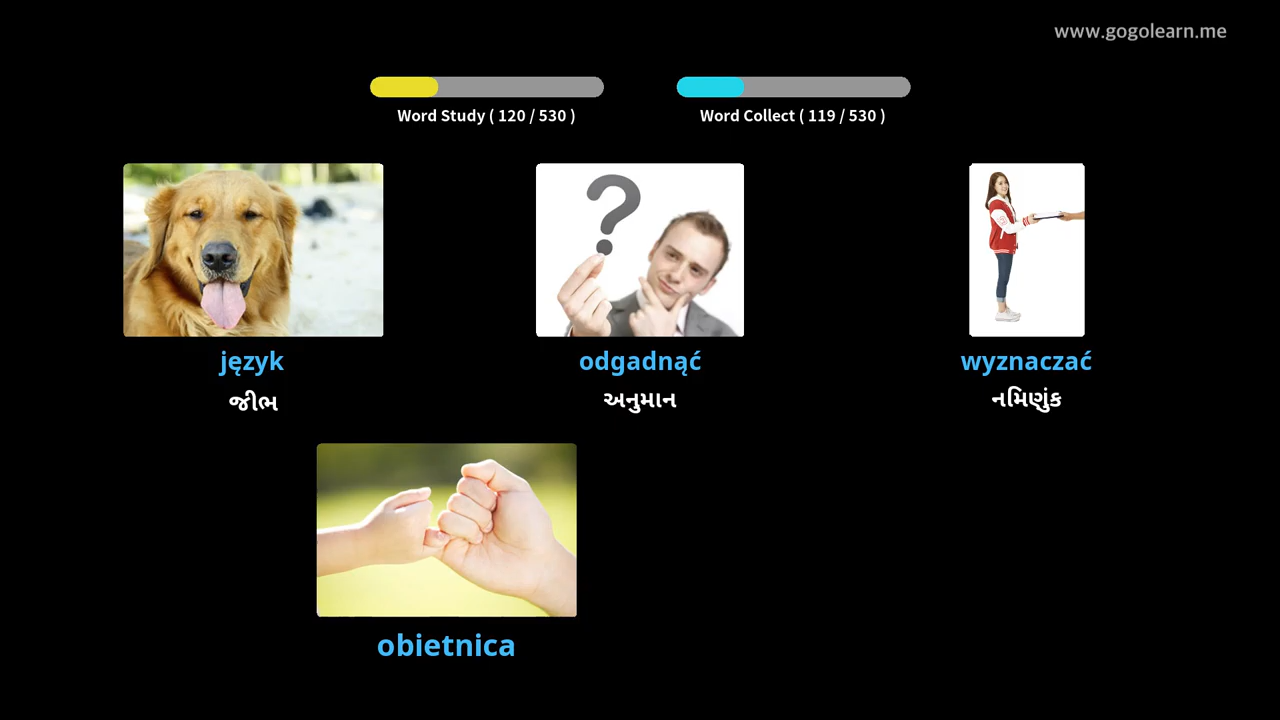 www.gogolearn.me
Word Study ( 120 / 530 )
Word Collect ( 119 / 530 )
język
odgadnąć
wyznaczać
જીભ
અનુમાન
નમિણુંક
obietnica